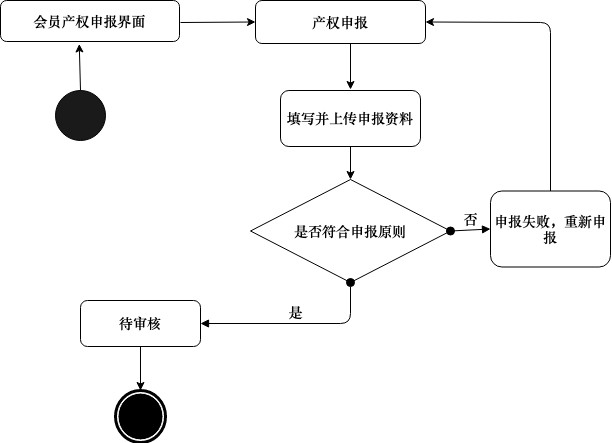 会员产权申报界面
产权申报
填写并上传申报资料
是否符合申报原则
否
申报失败，重新申
报
是
待审核